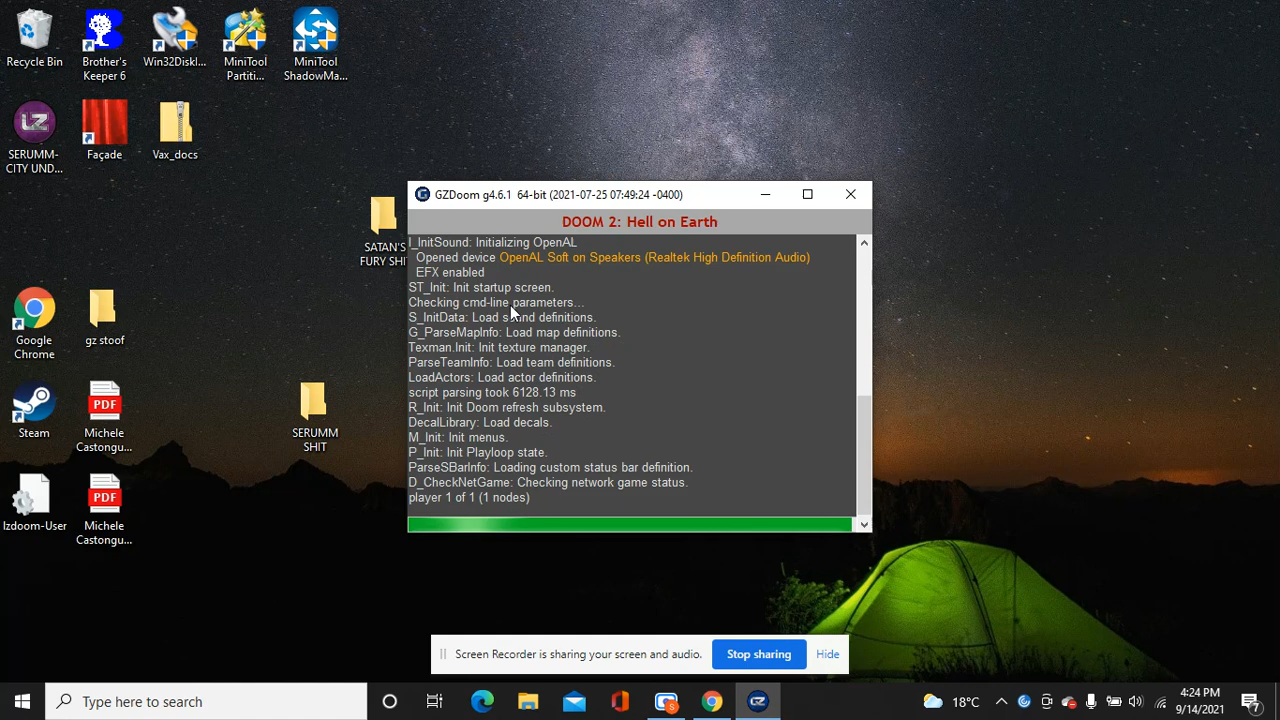 Recycle Bin
Brother's
Keeper 6
Win32Diskl...
MiniTool
Partiti...
MiniTool
ShadowMa...
SERUMM-
CITY UND...
Façade
Vax_docs
SATAN'S
FURY SHI
Google
Chrome
gz stoof
Steam
Michele
Castongu...
SERUMM
SHIT
lzdoom-User
Michele
Castongu...
GZDoom g4.6.1 64-bit (2021-07-25 07:49:24 -0400)
DOOM 2: Hell on Earth
I_InitSound: Initializing OpenAL
Opened device OpenAL Soft on Speakers (Realtek High Definition Audio)
EFX enabled
ST_Init: Init startup screen.
Checking cmd-line parameters...
S_InitData: Load sound definitions.
G_ParseMapInfo: Load map definitions.
Texman.Init: Init texture manager.
ParseTeamInfo: Load team definitions.
LoadActors: Load actor definitions.
script parsing took 6128.13 ms
R_Init: Init Doom refresh subsystem.
DecalLibrary: Load decals.
M_Init: Init menus.
P_Init: Init Playloop state.
ParseSBarInfo: Loading custom status bar definition.
D_CheckNetGame: Checking network game status.
player 1 of 1 (1 nodes)
Screen Recorder is sharing your screen and audio.
Stop sharing
Hide
Type here to search
18°C
4:24 PM
9/14/2021
7